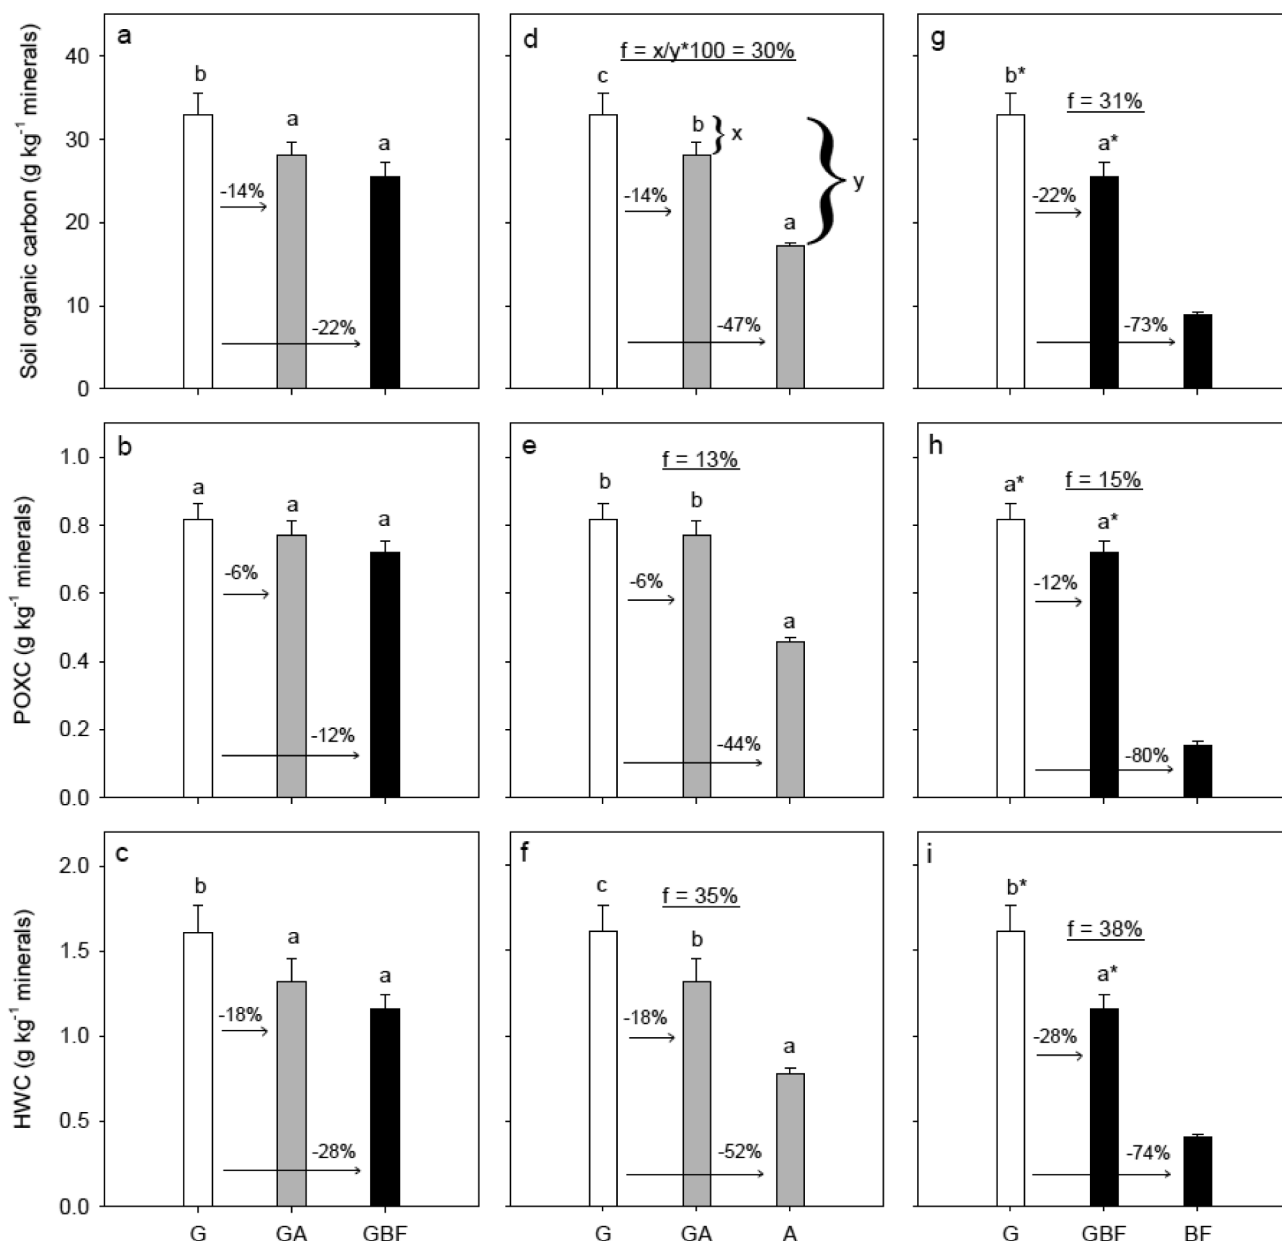 a
Soil organic carbon (g kg⁻¹ minerals)
40
30
20
10
0
b
a
a
-14%
-22%
d
f = x/y*100 = 30%
c
b
x
y
a
-14%
-47%
g
b*
f = 31%
a*
-22%
-73%
b
POXC (g kg⁻¹ minerals)
1.0
0.8
0.6
0.4
0.2
0.0
a
a
a
-6%
-12%
e
f = 13%
b
b
a
-6%
-44%
h
a*
f = 15%
a*
-12%
-80%
c
HWC (g kg⁻¹ minerals)
2.0
1.5
1.0
0.5
0.0
b
a
a
-18%
-28%
G GA GBF
f
f = 35%
c
b
a
-18%
-52%
G GA A
i
b*
f = 38%
a*
-28%
-74%
G GBF BF